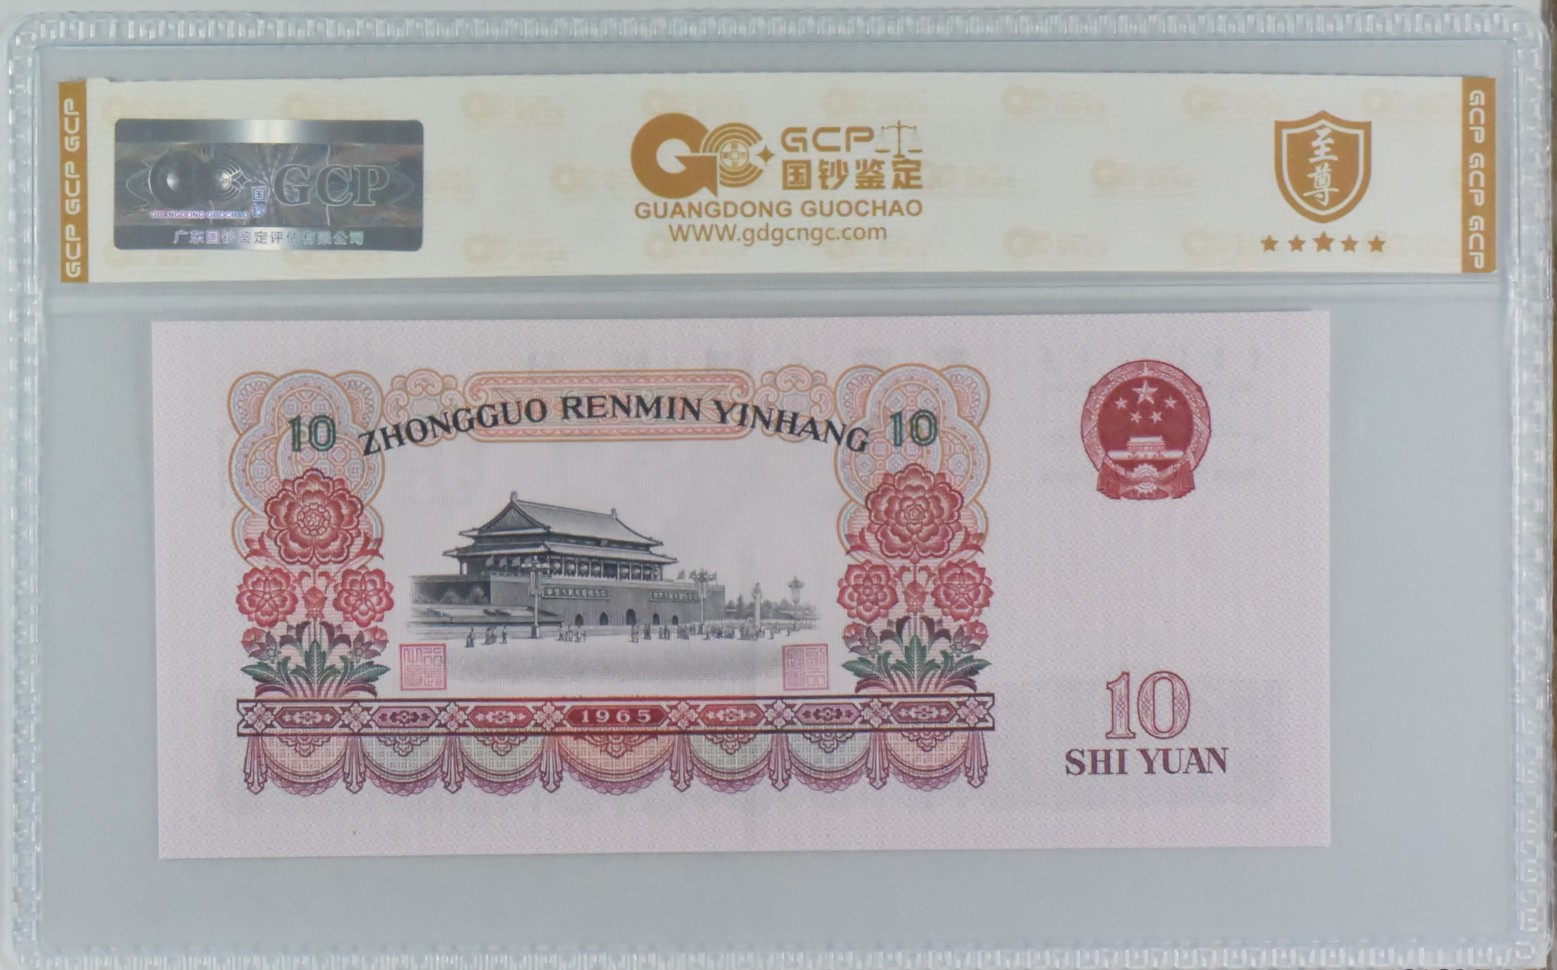 GCP GCP GCP
GCP
国钞
GUANGDONG GUOCHAO
广东国钞鉴定评估有限公司
GCP
国钞鉴定
GUANGDONG GUOCHAO
WWW.gdgcngc.com
至尊
GCP GCP GCP
ZHONGGUO RENMIN YINHANG
10
10
1965
10
SHI YUAN